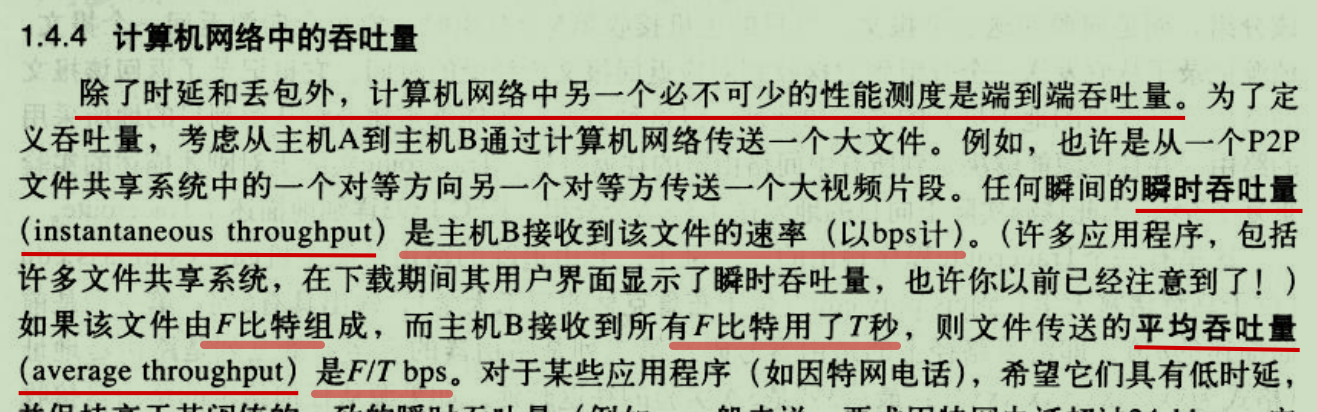 1.4.4 计算机网络中的吞吐量
除了时延和丢包外，计算机网络中另一个必不可少的性能测度是端到端吞吐量。为了定
义吞吐量，考虑从主机A到主机B通过计算机网络传送一个大文件。例如，也许是从一个P2P
文件共享系统中的一个对等方向另一个对等方传送一个大视频片段。任何瞬间的瞬时吞吐量
(instantaneous throughput) 是主机B接收到该文件的速率（以bps计）。（许多应用程序，包括
许多文件共享系统，在下载期间其用户界面显示了瞬时吞吐量，也许你以前已经注意到了！）
如果该文件由F比特组成，而主机B接收到所有F比特用了T秒，则文件传送的平均吞吐量
(average throughput) 是F/T bps。对于某些应用程序（如因特网电话），希望它们具有低时延，